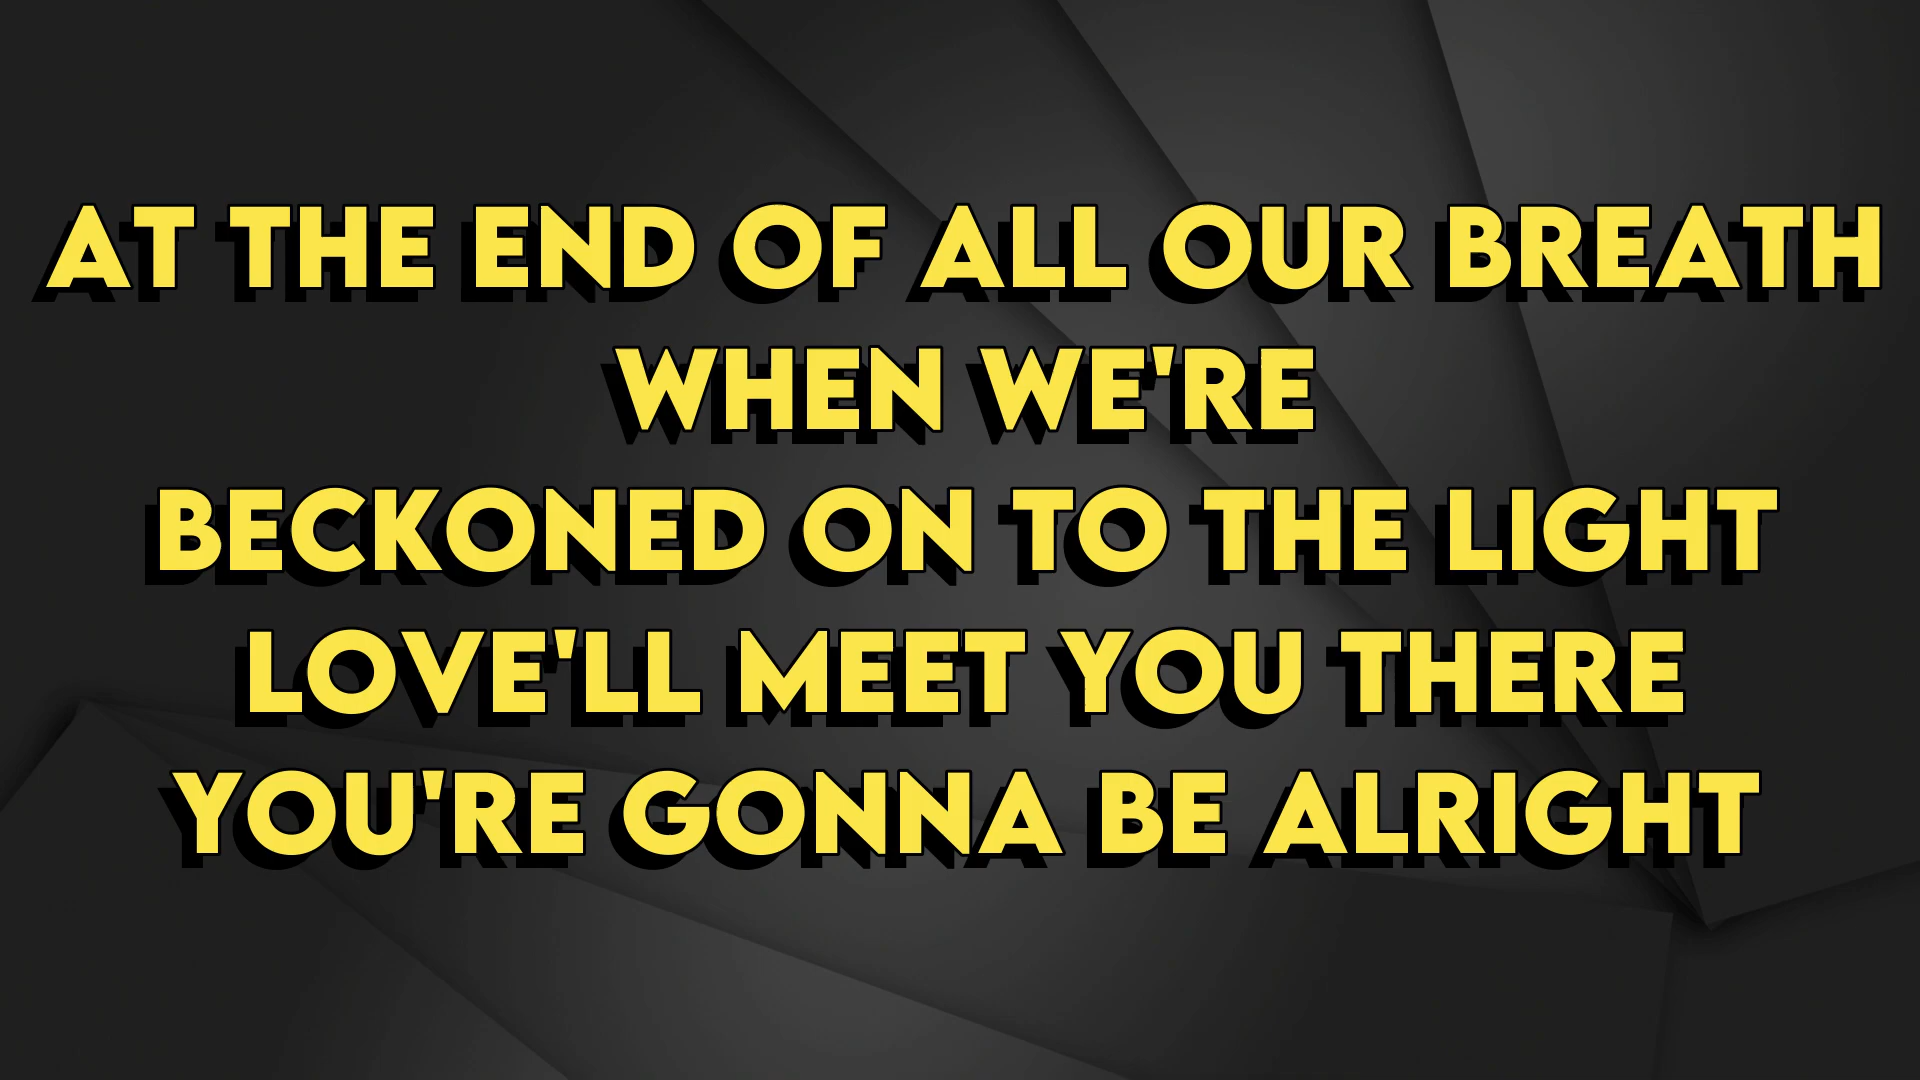 AT THE END OF ALL OUR BREATH
WHEN WE'RE
BECKONED ON TO THE LIGHT
LOVE'LL MEET YOU THERE
YOU'RE GONNA BE ALRIGHT